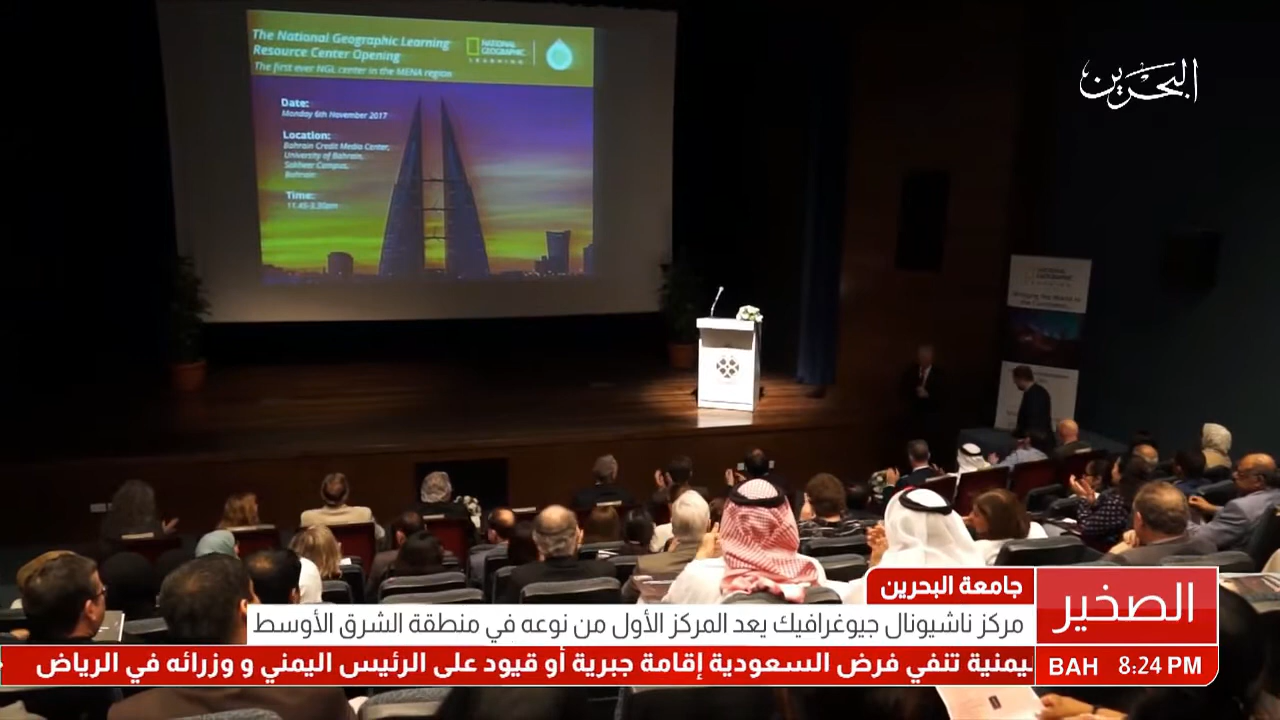 البحرين
The National Geographic Learning
Resource Center Opening
The first ever NGL center in the MENA region
NATIONAL
GEOGRAPHIC
LEARNING
Date:
Monday 6th November 2017
Location:
Bahrain Credit Media Center,
University of Bahrain,
Sakheer Campus,
Bahrain
Time:
جامعة البحرين
الصخير
مركز ناشيونال جيوغرافيك يعد المركز الأول من نوعه في منطقة الشرق الأوسط
ليمنية تنفي فرض السعودية إقامة جبرية أو قيود على الرئيس اليمني و وزرائه في الرياض
BAH 8:24 PM